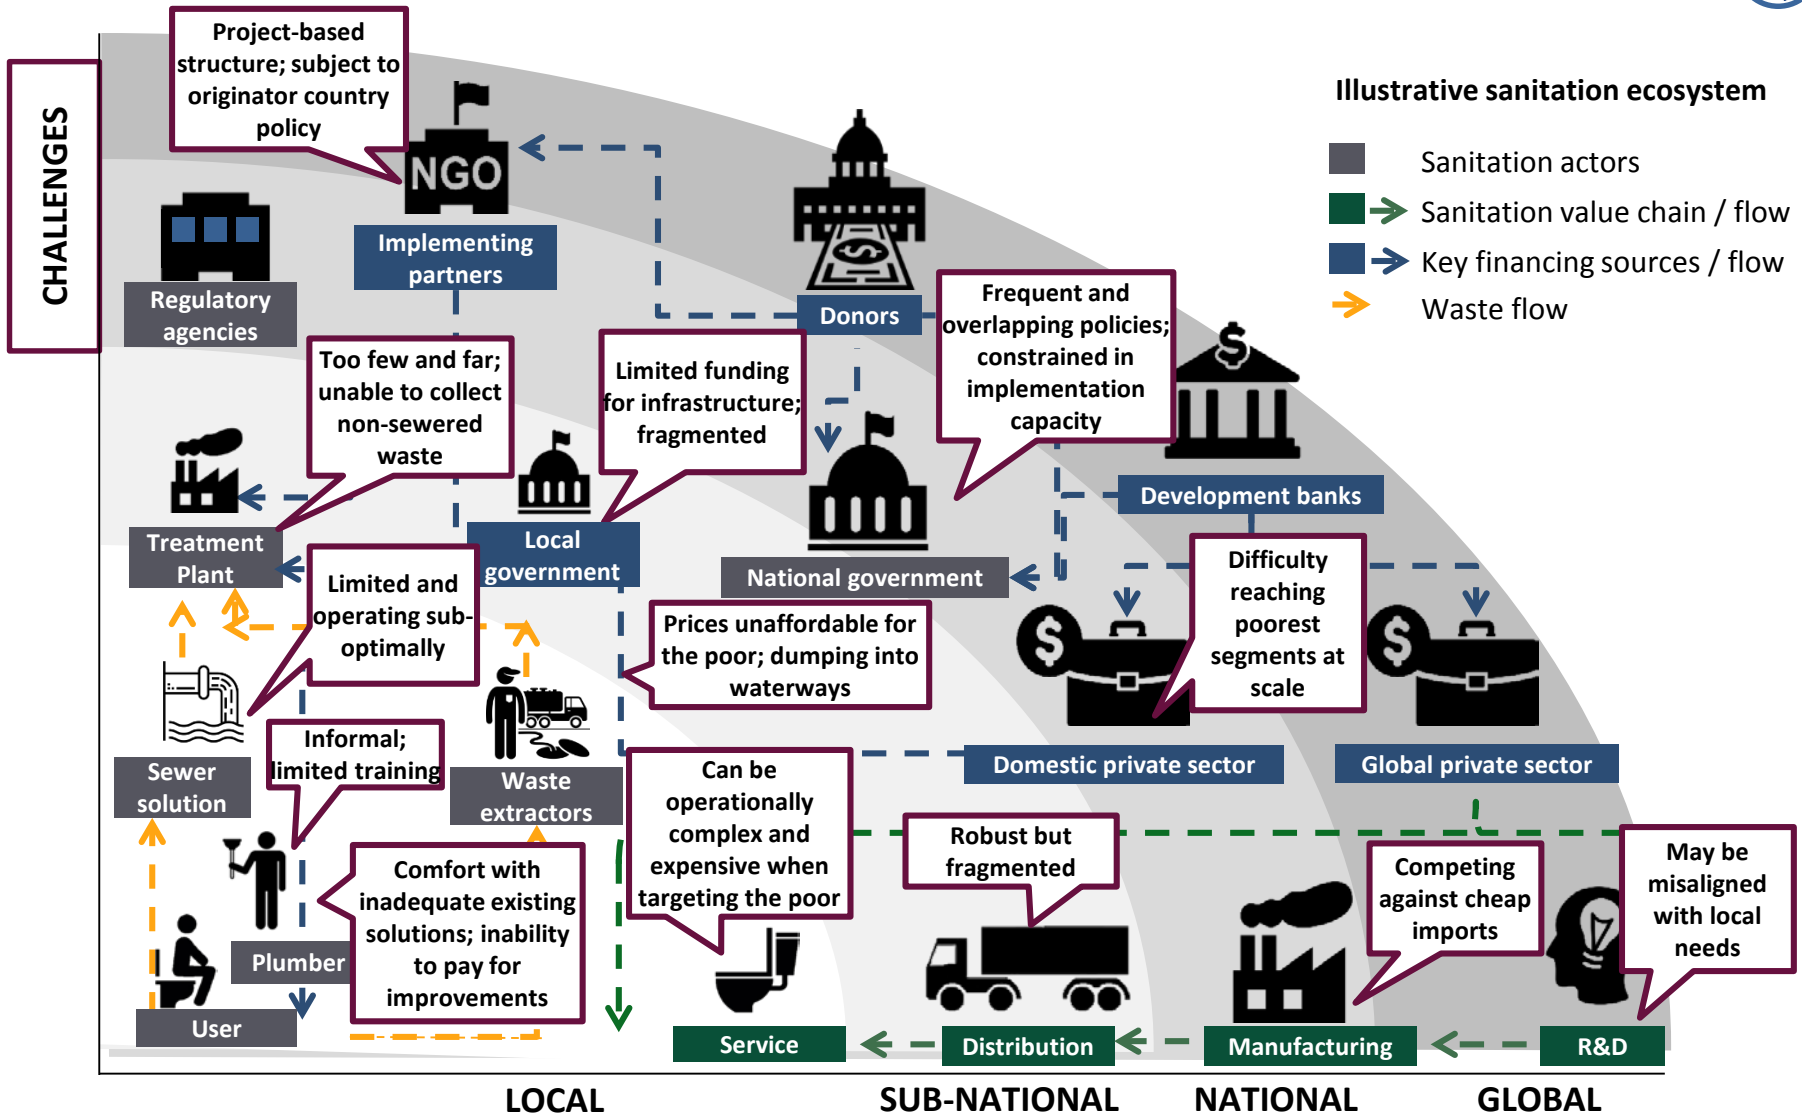 CHALLENGES
Project-based
structure; subject to
originator country
policy
NGO
Implementing
partners
Regulatory
agencies
Donors
Illustrative sanitation ecosystem
Sanitation actors
Sanitation value chain / flow
Key financing sources / flow
Waste flow
Frequent and
overlapping policies;
constrained in
implementation
capacity
Too few and far;
unable to collect
non-sewered
waste
Limited funding
for infrastructure;
fragmented
$
Development banks
Treatment
Plant
Local
government
National government
Limited and
operating sub-
optimally
Prices unaffordable for
the poor; dumping into
waterways
Difficulty
reaching
poorest
segments at
scale
$
$
Sewer
solution
Informal;
limited training
Waste
extractors
Domestic private sector
Global private sector
Can be
operationally
complex and
expensive when
targeting the poor
Robust but
fragmented
Competing
against cheap
imports
May be
misaligned
with local
needs
Comfort with
inadequate existing
solutions; inability
to pay for
improvements
Plumber
User
Service
Distribution
Manufacturing
R&D
LOCAL
SUB-NATIONAL
NATIONAL
GLOBAL